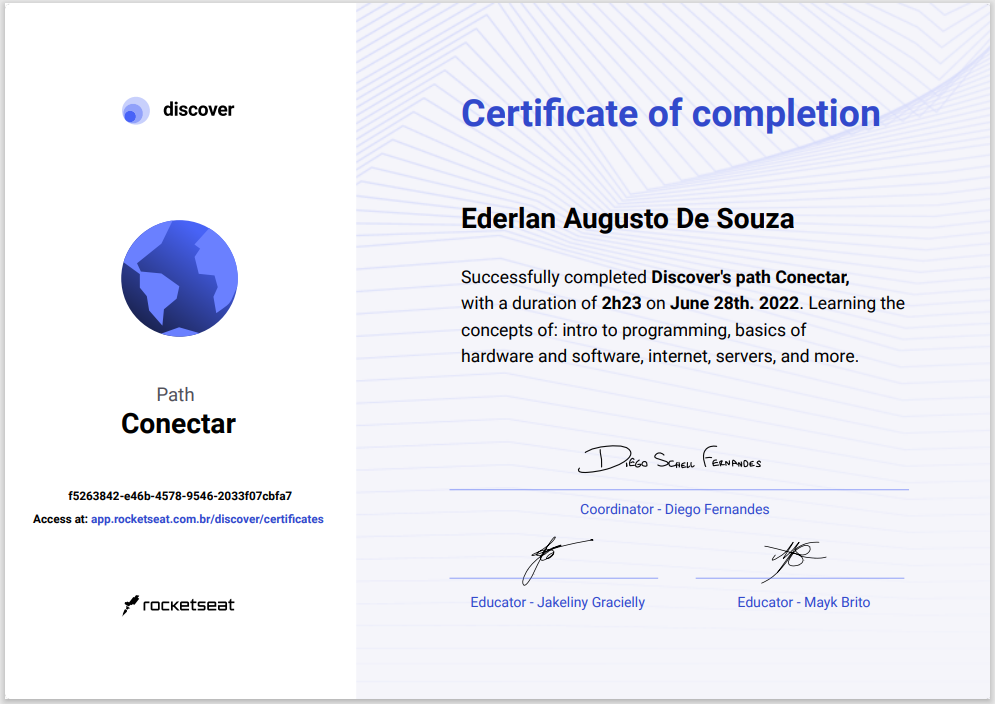 discover
Path
Conectar
f5263842-e46b-4578-9546-2033f07cbfa7
Access at: app.rocketseat.com.br/discover/certificates
rocketseat
Certificate of completion
Ederlan Augusto De Souza
Successfully completed Discover's path Conectar,
with a duration of 2h23 on June 28th. 2022. Learning the
concepts of: intro to programming, basics of
hardware and software, internet, servers, and more.
Diego Schell Fernandes
Coordinator - Diego Fernandes
Educator - Jakeliny Gracielly
Educator - Mayk Brito